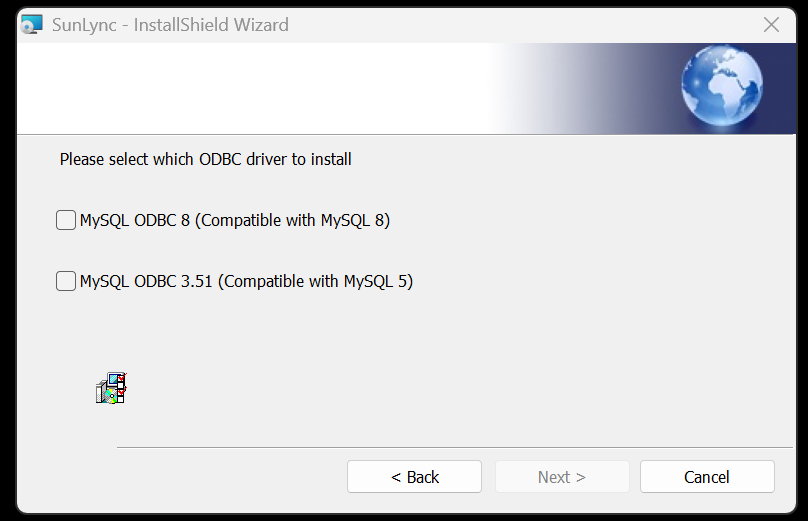 SunLync - InstallShield Wizard
Please select which ODBC driver to install
MySQL ODBC 8 (Compatible with MySQL 8)
MySQL ODBC 3.51 (Compatible with MySQL 5)
< Back
Next >
Cancel